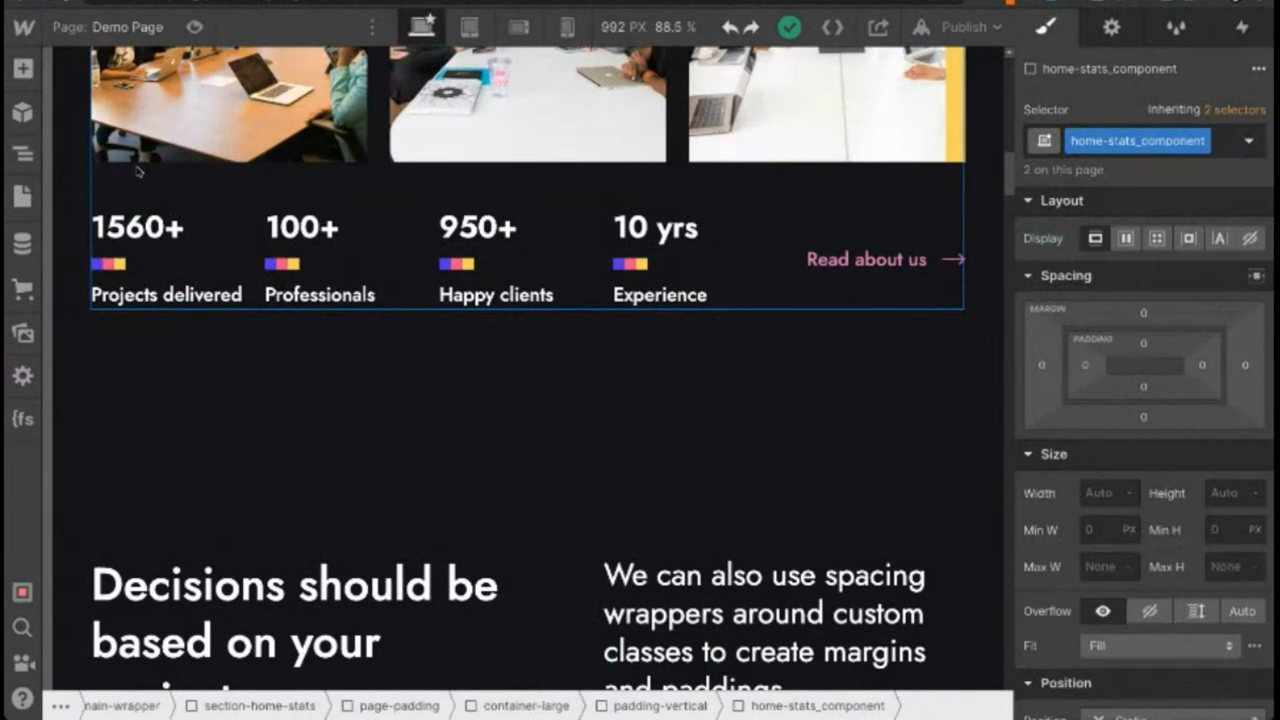 Page: Demo Page
992 PX 88.5 %
Publish
home-stats_component
Selector
Inheriting 2 selectors
home-stats_component
2 on this page
Layout
Display
Spacing
MARGIN
0
PADDING
0
0 0 0 0
0
0
Size
Width Auto - Height Auto -
Min W 0 PX Min H 0 PX
Max W None - Max H None -
Overflow Auto
Fit Fill
Position
{fs
1560+ 100+ 950+ 10 yrs
Read about us
Projects delivered Professionals Happy clients Experience
Decisions should be
based on your
We can also use spacing
wrappers around custom
classes to create margins
and paddings
main-wrapper section-home-stats page-padding container-large padding-vertical home-stats_component